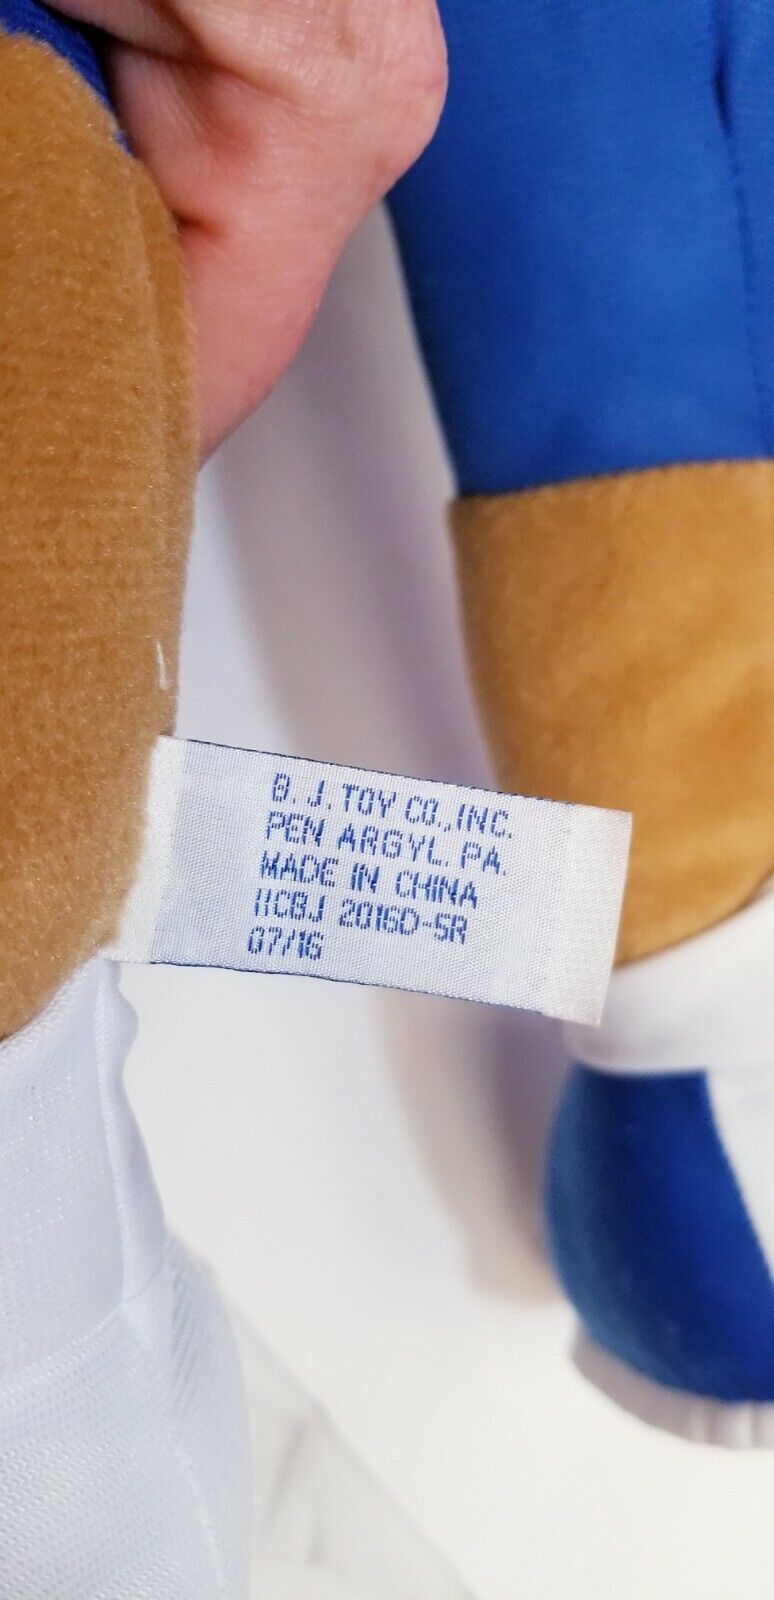 B.J.TOY CO.,INC.
PEN ARGYL. PA.
MADE IN CHINA
IICBJ 2016D-SR
07/16